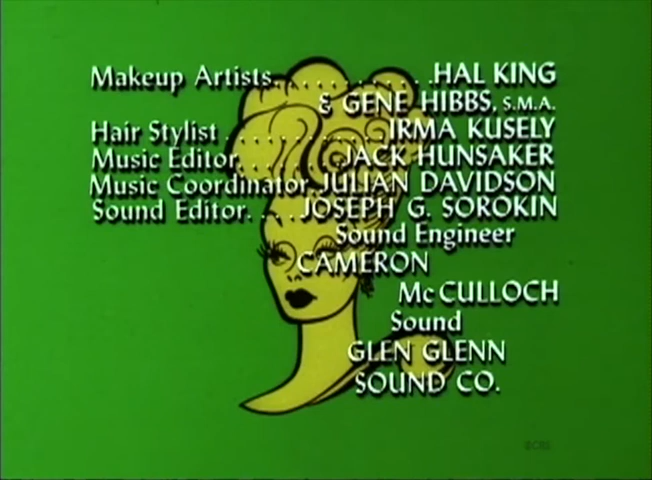 Makeup Artists. . . . . . . . . . .HAL KING
& GENE HIBBS, S.M.A.
Hair Stylist . . . . . . . . . . IRMA KUSELY
Music Editor. . . . . . . JACK HUNSAKER
Music Coordinator JULIAN DAVIDSON
Sound Editor. . . . JOSEPH G. SOROKIN
Sound Engineer
CAMERON
McCULLOCH
Sound
GLEN GLENN
SOUND CO.
©CBS